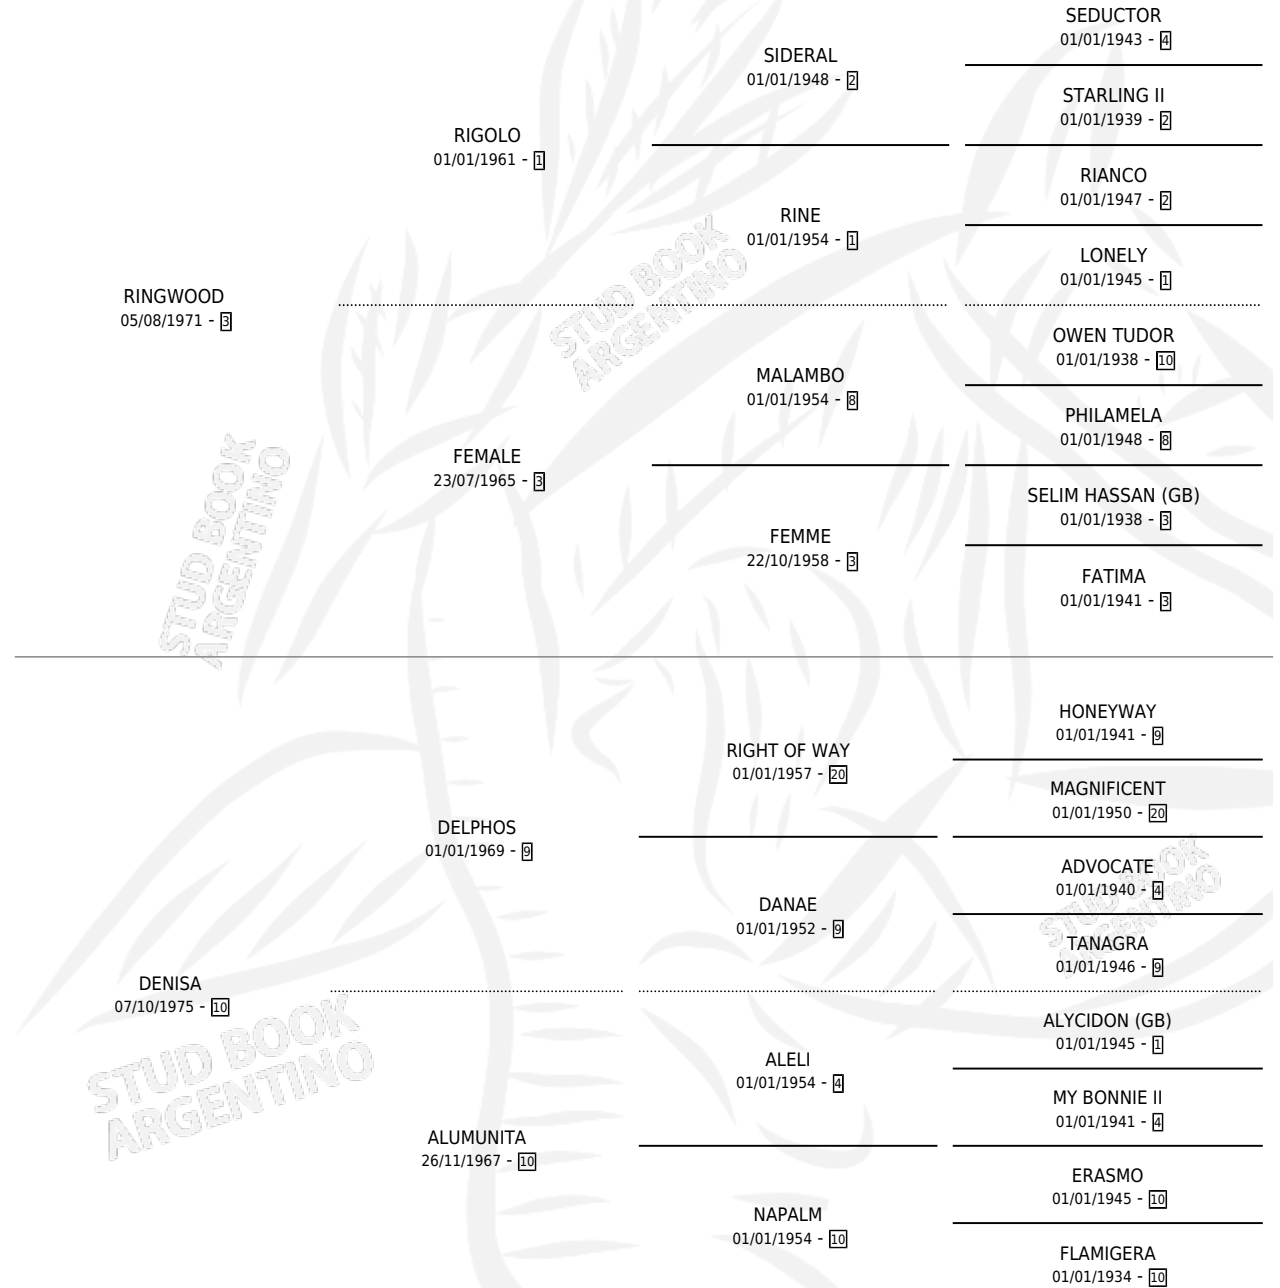 SEDUCTOR
01/01/1943 - 4
SIDERAL
01/01/1948 - 2
STARLING II
01/01/1939 - 2
RIGOLO
01/01/1961 - 1
RIANCO
01/01/1947 - 2
RINE
01/01/1954 - 1
LONELY
01/01/1945 - 1
RINGWOOD
05/08/1971 - 3
OWEN TUDOR
01/01/1938 - 10
MALAMBO
01/01/1954 - 8
PHILAMELA
01/01/1948 - 8
FEMALE
23/07/1965 - 3
SELIM HASSAN (GB)
01/01/1938 - 3
FEMME
22/10/1958 - 3
FATIMA
01/01/1941 - 3
HONEYWAY
01/01/1941 - 9
RIGHT OF WAY
01/01/1957 - 20
MAGNIFICENT
01/01/1950 - 20
DELPHOS
01/01/1969 - 9
ADVOCATE
01/01/1940 - 4
DANAE
01/01/1952 - 9
TANAGRA
01/01/1946 - 9
DENISA
07/10/1975 - 10
ALYCIDON (GB)
01/01/1945 - 1
ALELI
01/01/1954 - 4
MY BONNIE II
01/01/1941 - 4
ALUMUNITA
26/11/1967 - 10
ERASMO
01/01/1945 - 10
NAPALM
01/01/1954 - 10
FLAMIGERA
01/01/1934 - 10
STUD BOOK
ARGENTINO
STUD BOOK
ARGENTINO
STUD BOOK
ARGENTINO
STUD BOOK
ARGENTINO